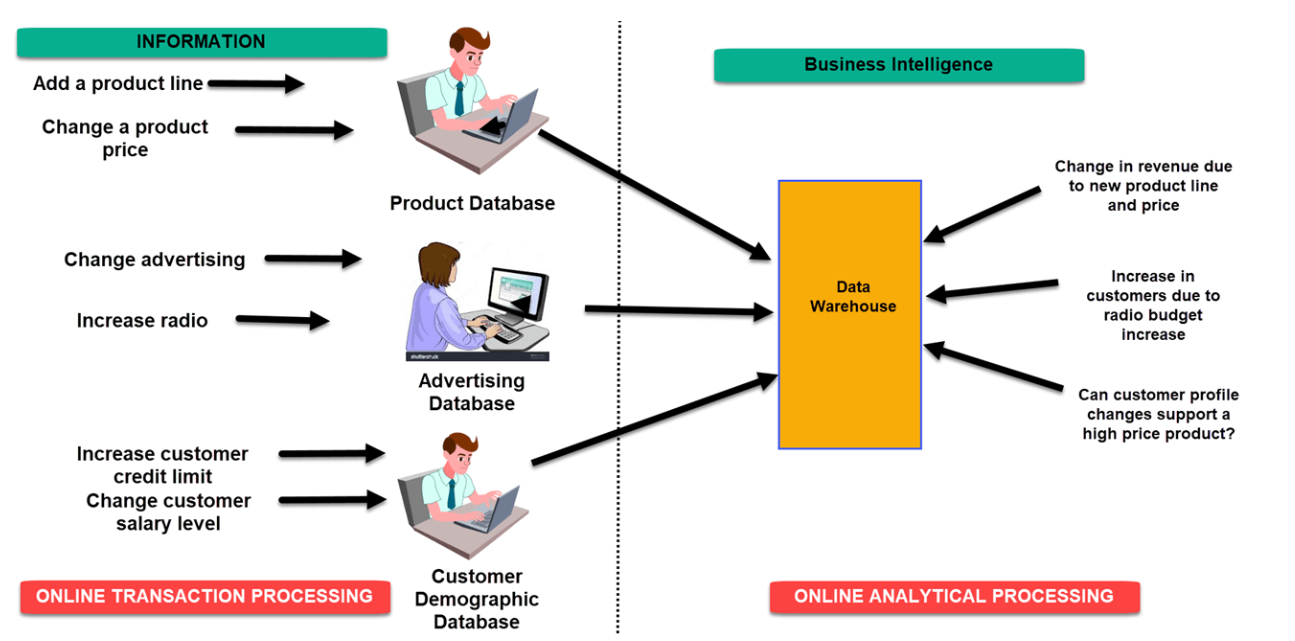 INFORMATION
Add a product line
Change a product
price
Product Database
Change advertising
Increase radio
shutterstock
Advertising
Database
Increase customer
credit limit
Change customer
salary level
Customer
Demographic
Database
ONLINE TRANSACTION PROCESSING
Business Intelligence
Data
Warehouse
Change in revenue due
to new product line
and price
Increase in
customers due to
radio budget
increase
Can customer profile
changes support a
high price product?
ONLINE ANALYTICAL PROCESSING